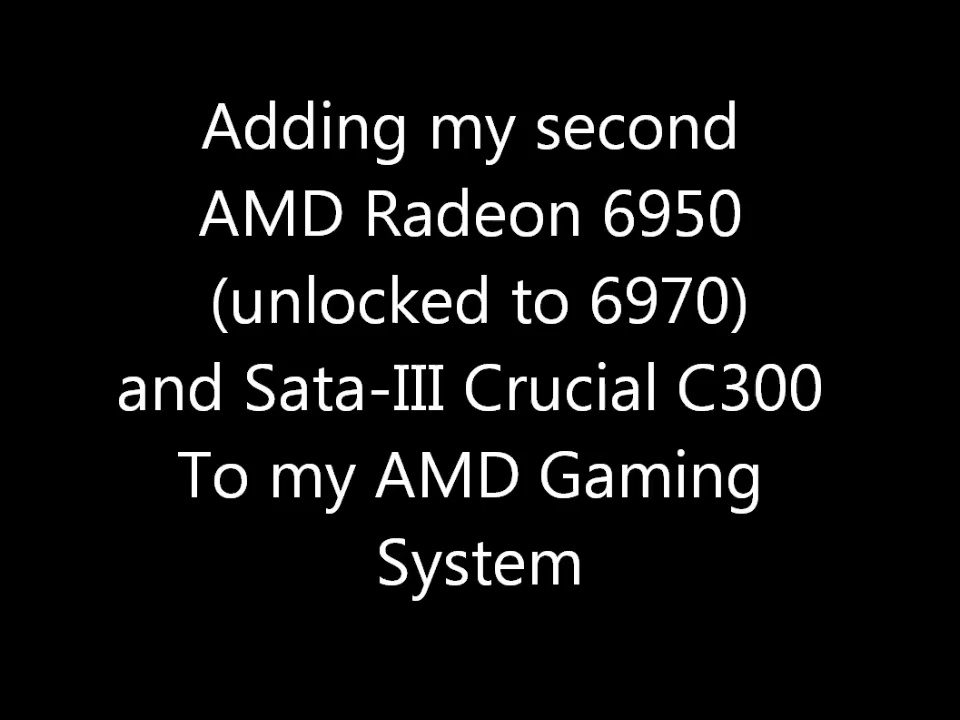 Adding my second
AMD Radeon 6950
(unlocked to 6970)
and Sata-III Crucial C300
To my AMD Gaming
System